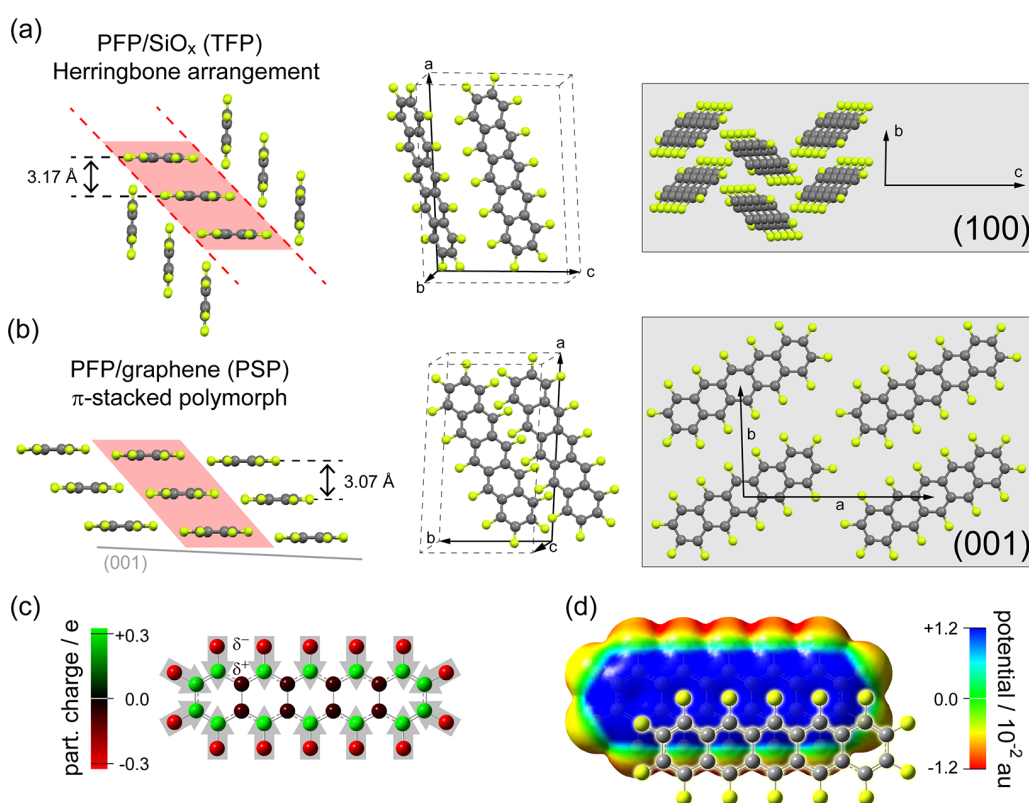 (a)
PFP/SiOₓ (TFP)
Herringbone arrangement
3.17 Å
a
b
c
b
c
(100)
(b)
PFP/graphene (PSP)
π-stacked polymorph
3.07 Å
(001)
a
b
c
b
a
(001)
(c)
part. charge / e
+0.3
0.0
-0.3
δ⁻
δ⁺
(d)
+1.2
0.0
-1.2
potential / 10⁻² au